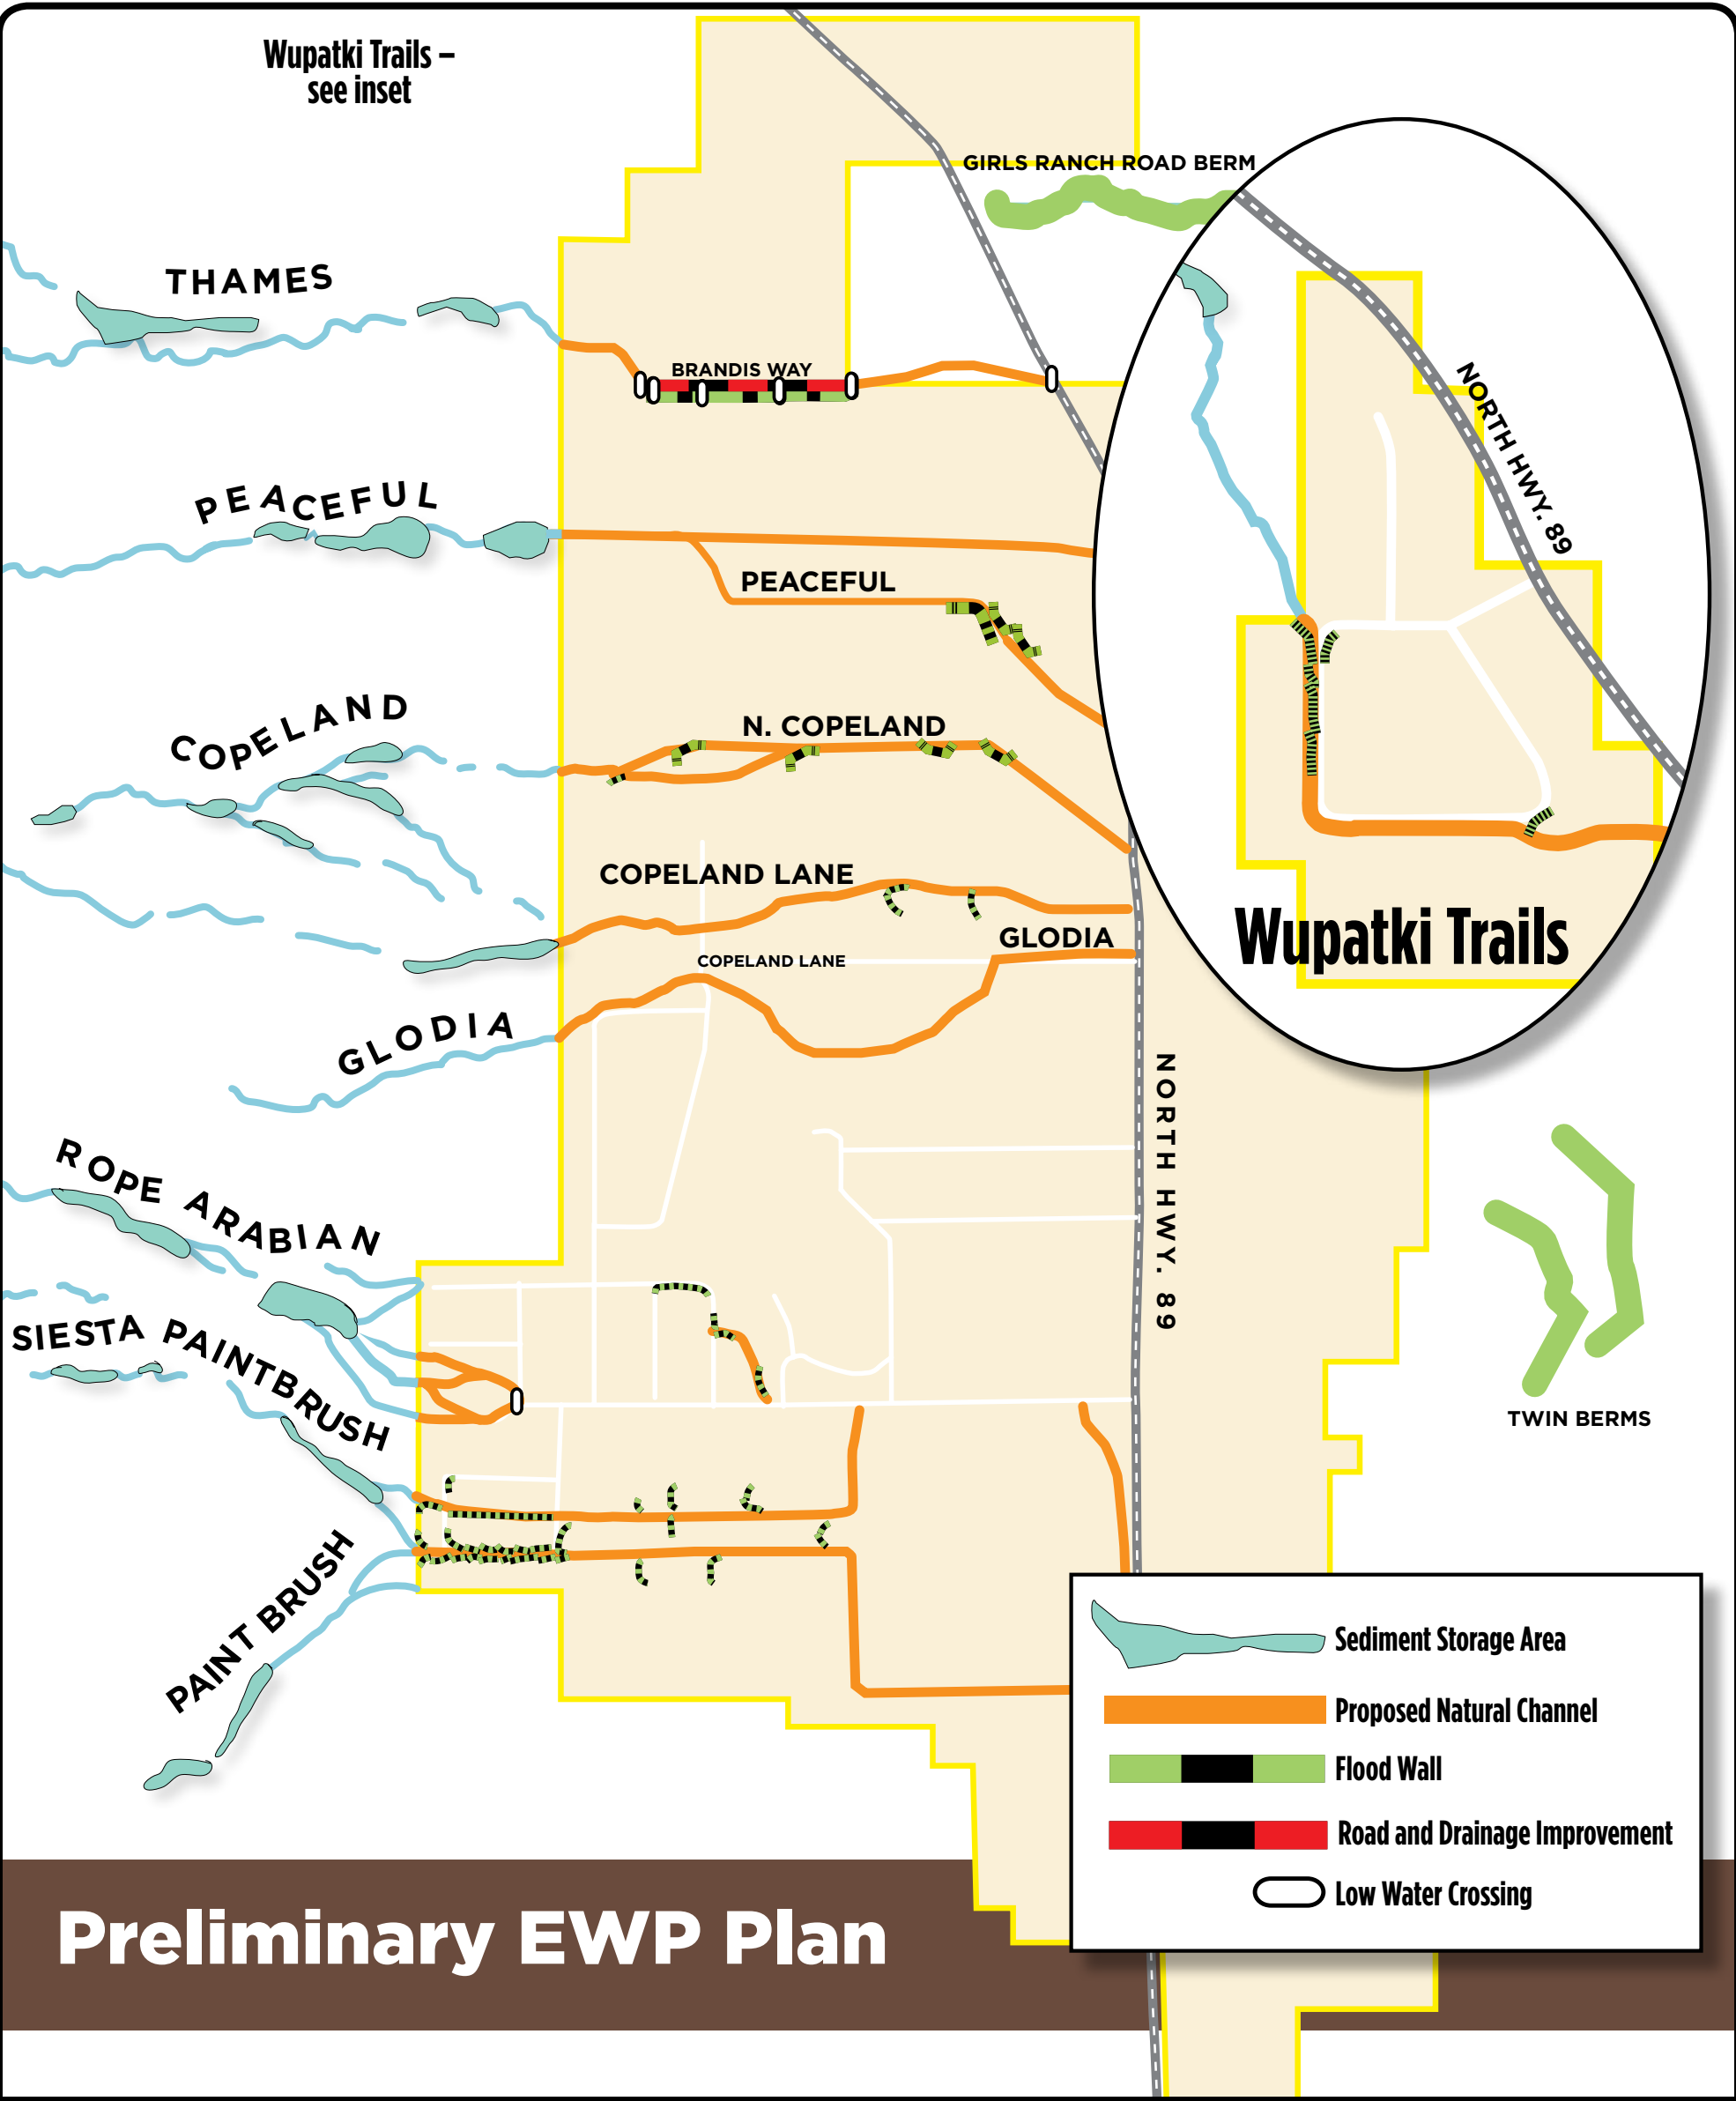 Wupatki Trails –
see inset
GIRLS RANCH ROAD BERM
THAMES
BRANDIS WAY
NORTH HWY. 89
PEACEFUL
PEACEFUL
COPELAND
N. COPELAND
COPELAND LANE
Wupatki Trails
GLODIA
COPELAND LANE
GLODIA
NORTH HWY. 89
ROPE ARABIAN
SIESTA PAINTBRUSH
TWIN BERMS
PAINT BRUSH
Sediment Storage Area
Proposed Natural Channel
Flood Wall
Road and Drainage Improvement
Low Water Crossing
Preliminary EWP Plan